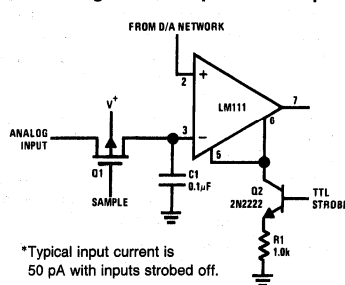 FROM D/A NETWORK
+
2
LM111
7
6
V+
ANALOG
INPUT
3
−
5
Q1
C1
0.1μF
Q2
2N2222
TTL
STROBE
SAMPLE
R1
1.0k
*Typical input current is
50 pA with inputs strobed off.